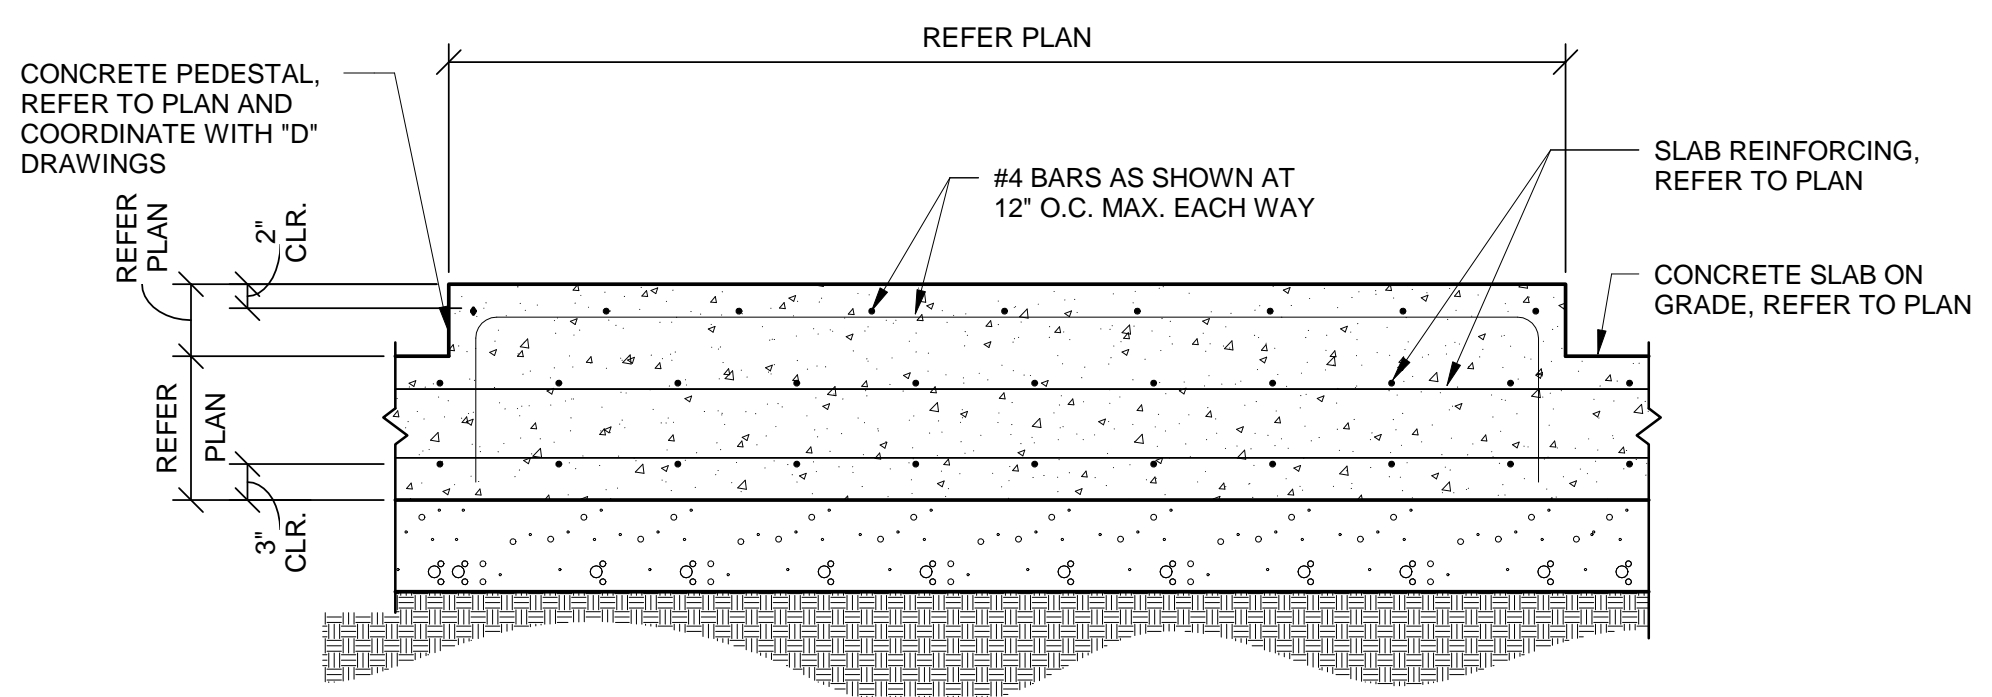 REFER PLAN
CONCRETE PEDESTAL,
REFER TO PLAN AND
COORDINATE WITH "D"
DRAWINGS
#4 BARS AS SHOWN AT
12" O.C. MAX. EACH WAY
SLAB REINFORCING,
REFER TO PLAN
CONCRETE SLAB ON
GRADE, REFER TO PLAN
REFER
PLAN
2"
CLR.
REFER
PLAN
3"
CLR.